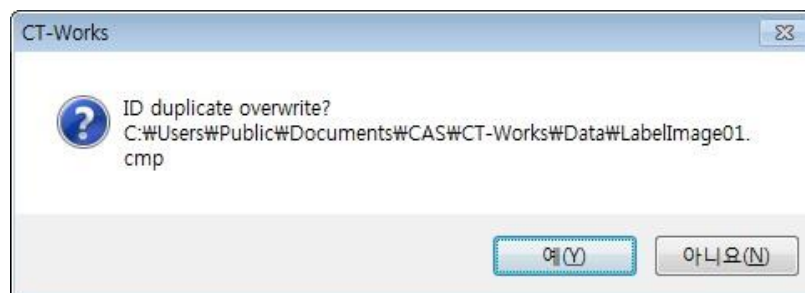 CT-Works
ID duplicate overwrite?
C:₩Users₩Public₩Documents₩CAS₩CT-Works₩Data₩LabelImage01.
cmp
예(Y)
아니요(N)